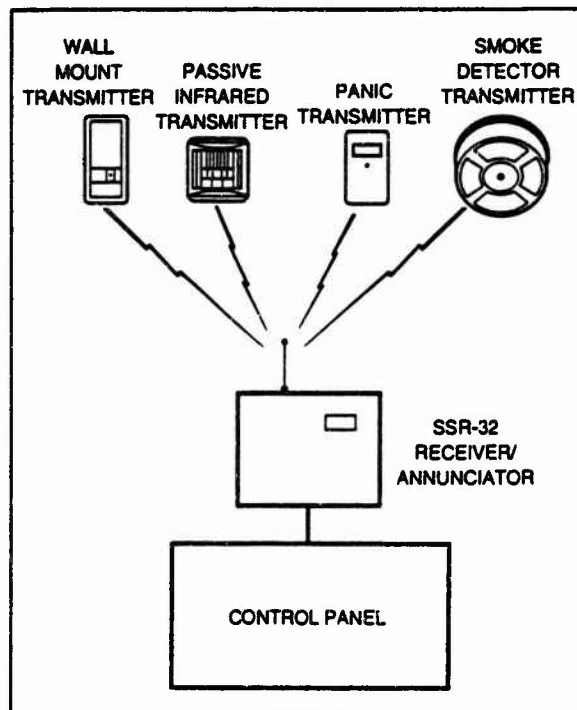 WALL
MOUNT
TRANSMITTER
PASSIVE
INFRARED
TRANSMITTER
PANIC
TRANSMITTER
SMOKE
DETECTOR
TRANSMITTER
SSR-32
RECEIVER/
ANNUNCIATOR
CONTROL PANEL